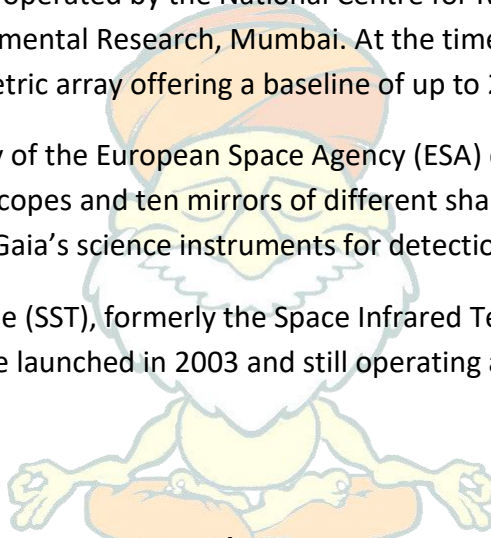 operated by the National Centre for
mental Research, Mumbai. At the time
etric array offering a baseline of up to
of the European Space Agency (ESA)
copes and ten mirrors of different sha
Gaia’s science instruments for detectio
e (SST), formerly the Space Infrared Te
e launched in 2003 and still operating